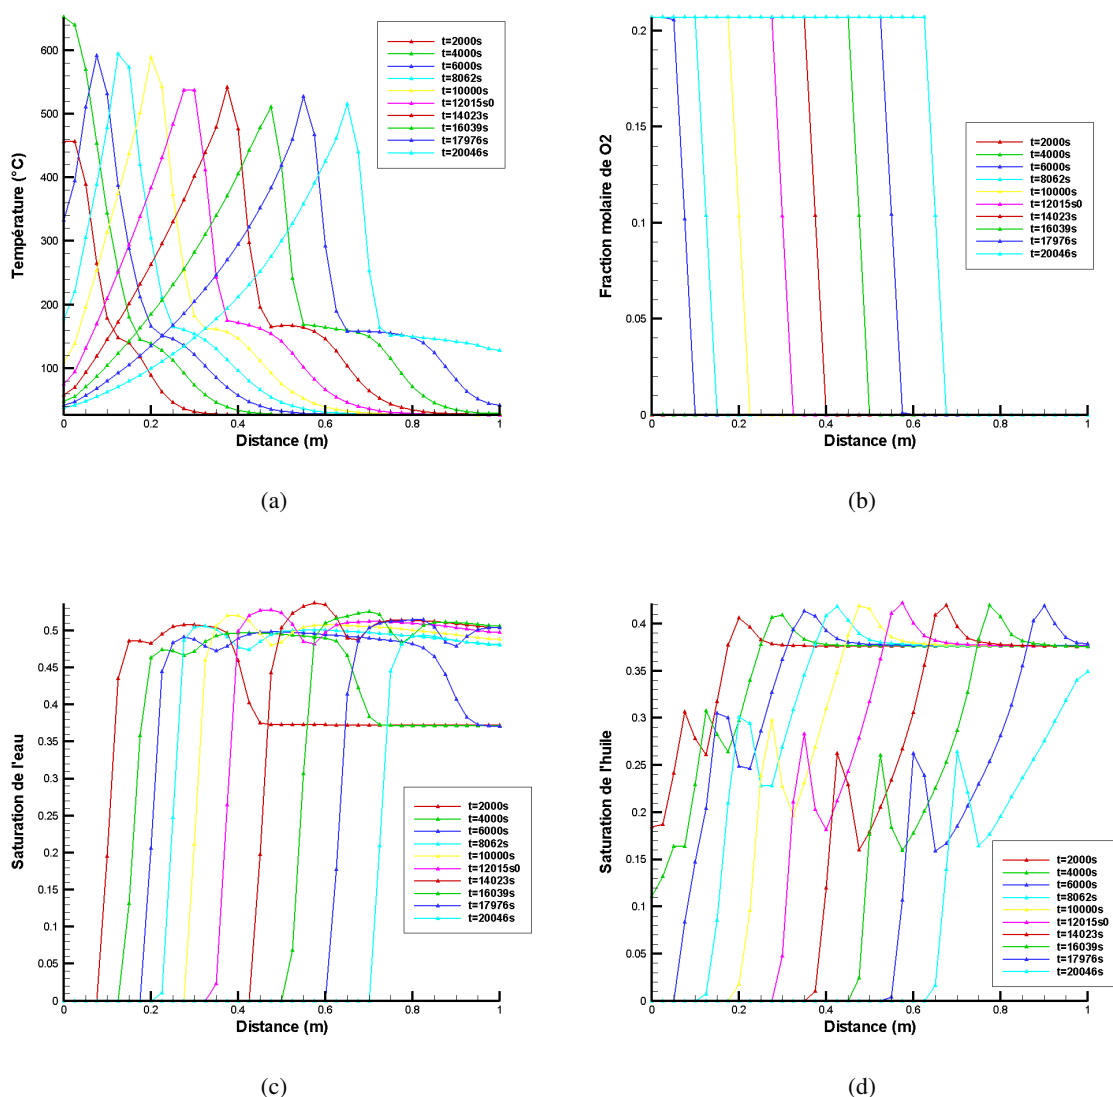 (a)
Température (°C)
600
500
400
300
200
100
0
0.2
0.4
0.6
0.8
1
Distance (m)
t=2000s
t=4000s
t=6000s
t=8062s
t=10000s
t=12015s0
t=14023s
t=16039s
t=17976s
t=20046s
(b)
Fraction molaire de O2
0.2
0.15
0.1
0.05
0
0
0.2
0.4
0.6
0.8
1
Distance (m)
t=2000s
t=4000s
t=6000s
t=8062s
t=10000s
t=12015s0
t=14023s
t=16039s
t=17976s
t=20046s
(c)
Saturation de l'eau
0.5
0.45
0.4
0.35
0.3
0.25
0.2
0.15
0.1
0.05
0
0
0.2
0.4
0.6
0.8
1
Distance (m)
t=2000s
t=4000s
t=6000s
t=8062s
t=10000s
t=12015s0
t=14023s
t=16039s
t=17976s
t=20046s
(d)
Saturation de l'huile
0.4
0.35
0.3
0.25
0.2
0.15
0.1
0.05
0
0
0.2
0.4
0.6
0.8
1
Distance (m)
t=2000s
t=4000s
t=6000s
t=8062s
t=10000s
t=12015s0
t=14023s
t=16039s
t=17976s
t=20046s